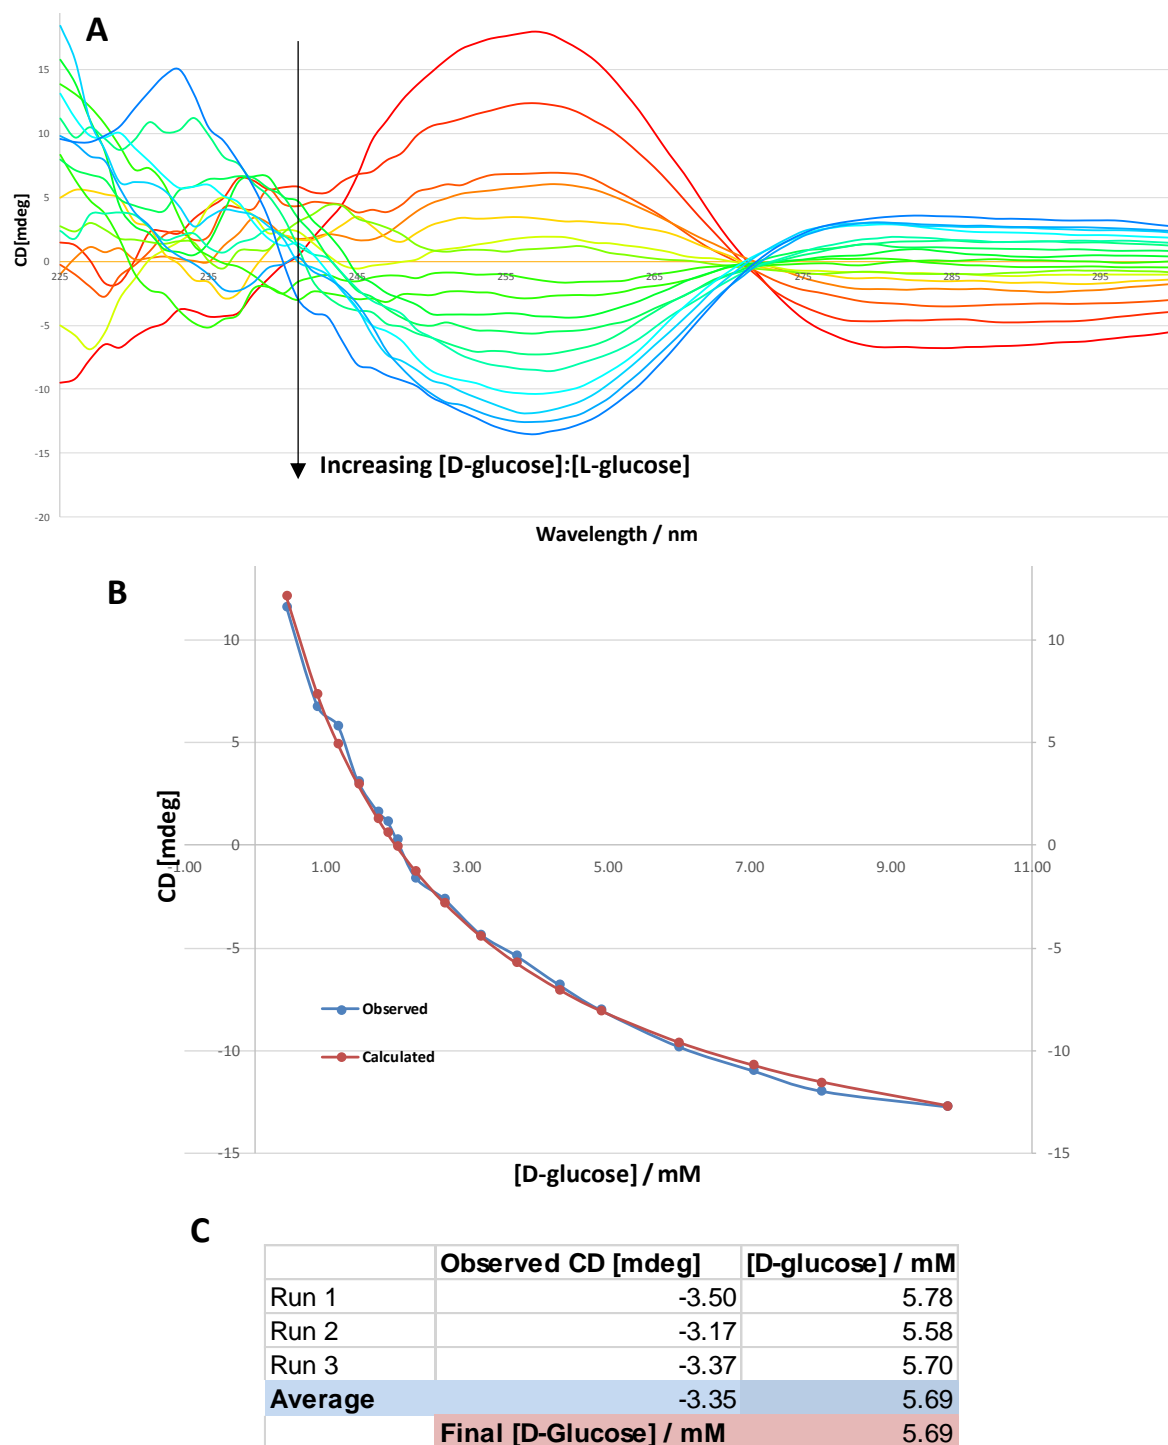 A
15
10
5
0
-5
-10
-15
-20
CD [mdeg]
225 235 245 255 265 275 285 295
Increasing [D-glucose]:[L-glucose]
Wavelength / nm
B
10 10
5 5
0 0
-5 -5
-10 -10
-15 -15
CD [mdeg]
-1.00 1.00 3.00 5.00 7.00 9.00 11.00
Observed
Calculated
[D-glucose] / mM
C
Observed CD [mdeg] [D-glucose] / mM
Run 1 -3.50 5.78
Run 2 -3.17 5.58
Run 3 -3.37 5.70
Average -3.35 5.69
Final [D-Glucose] / mM 5.69